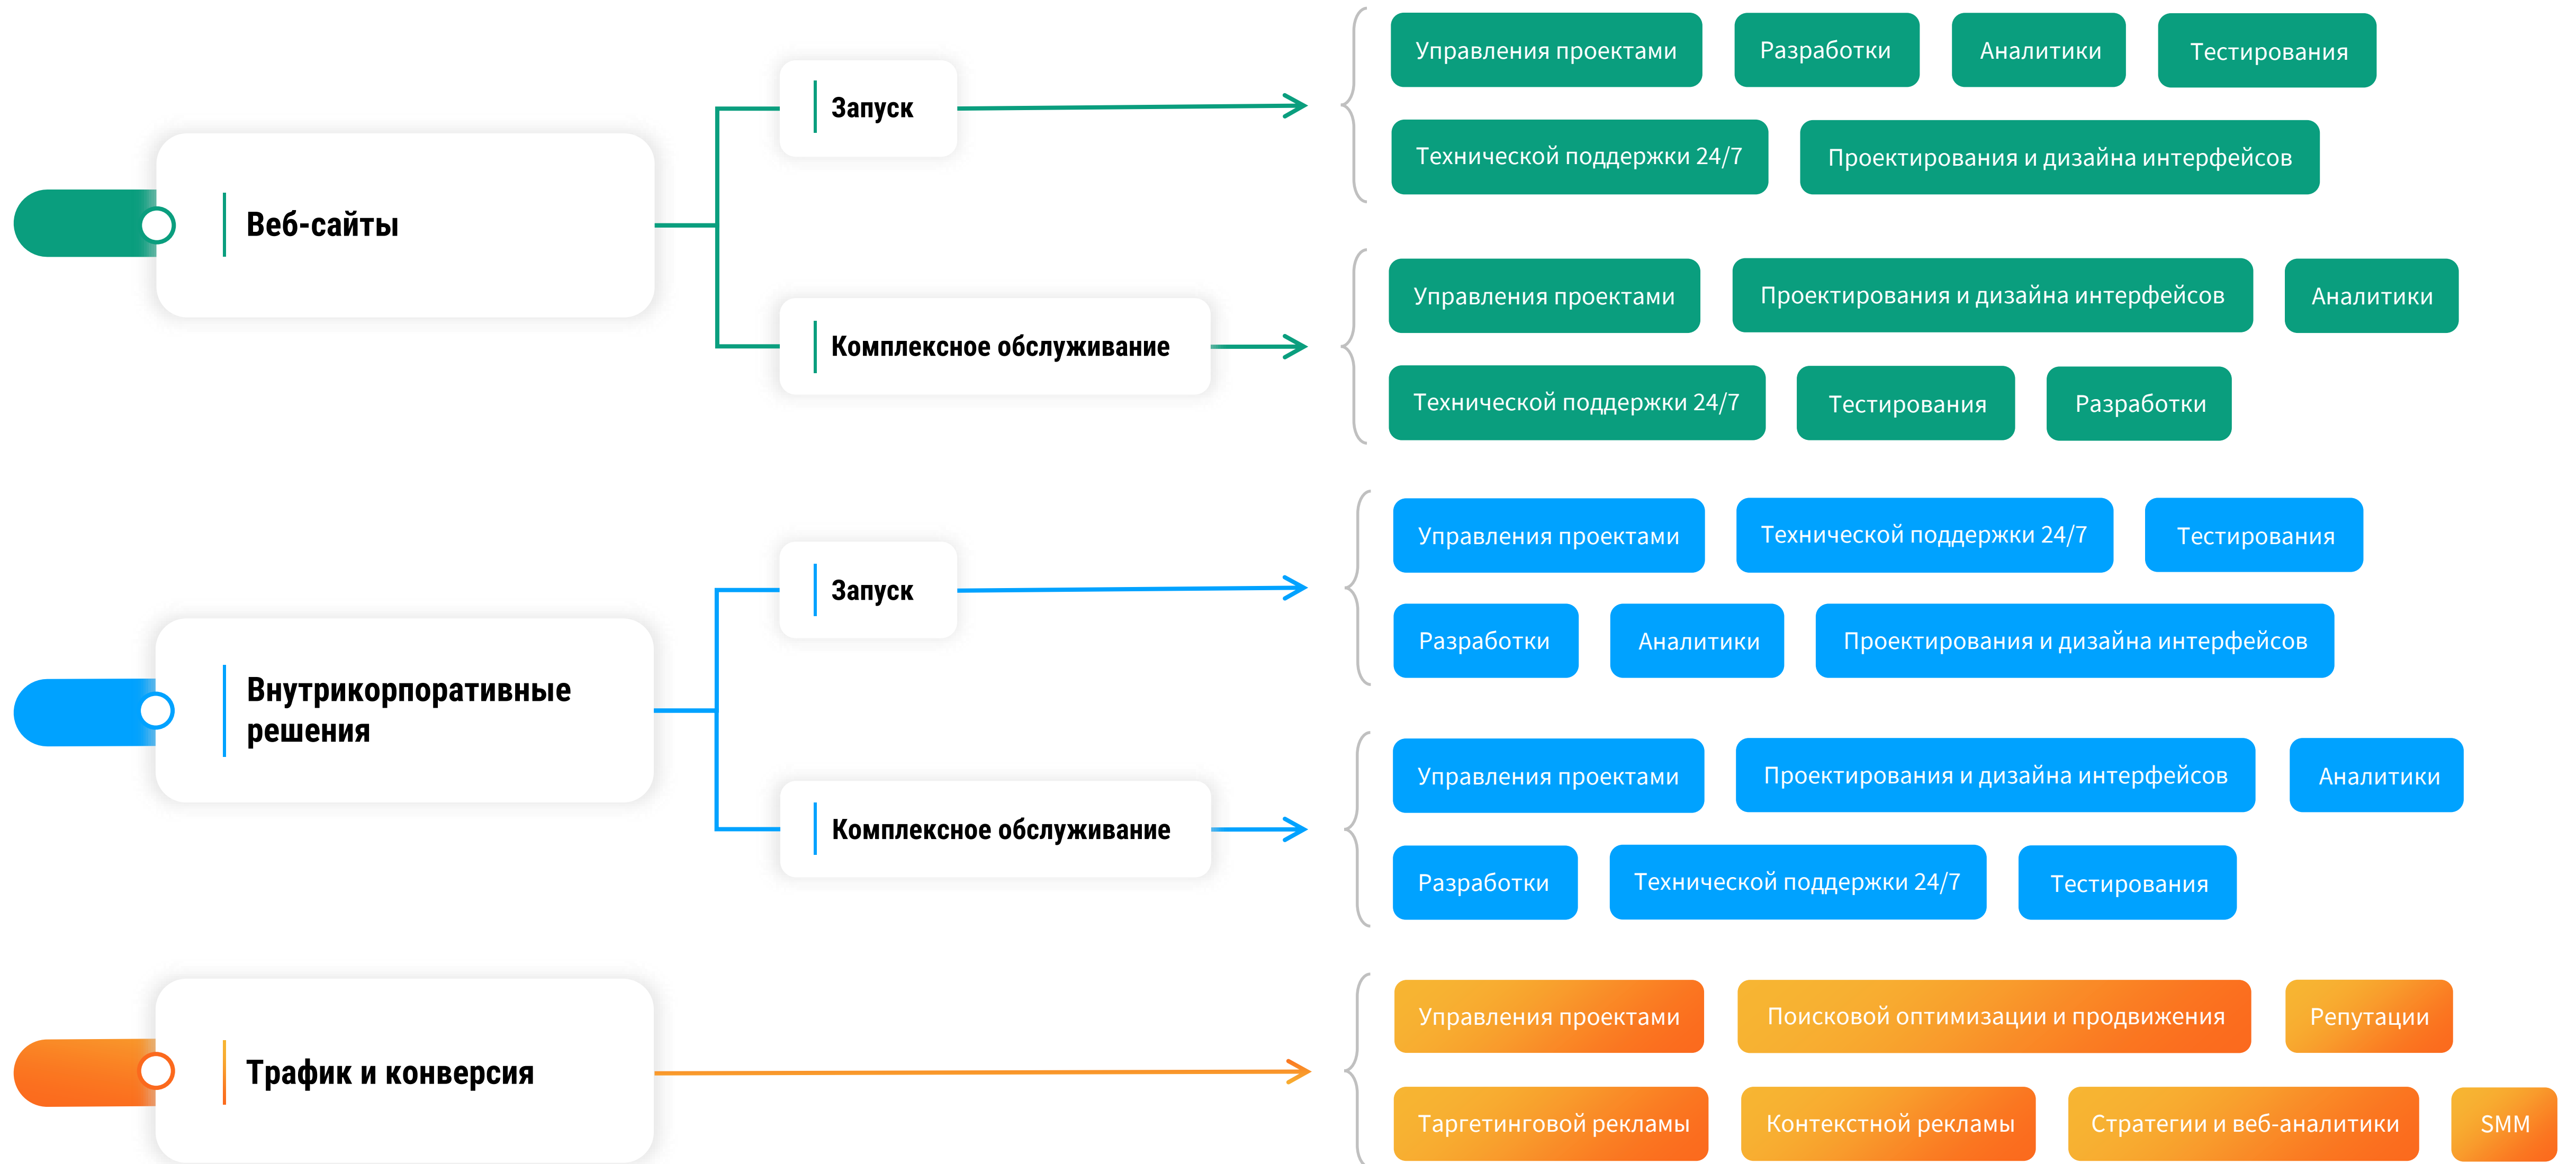 Веб-сайты
Запуск
Управления проектами
Разработки
Аналитики
Тестирования
Технической поддержки 24/7
Проектирования и дизайна интерфейсов
Комплексное обслуживание
Управления проектами
Проектирования и дизайна интерфейсов
Аналитики
Технической поддержки 24/7
Тестирования
Разработки
Внутрикорпоративные
решения
Запуск
Управления проектами
Технической поддержки 24/7
Тестирования
Разработки
Аналитики
Проектирования и дизайна интерфейсов
Комплексное обслуживание
Управления проектами
Проектирования и дизайна интерфейсов
Аналитики
Разработки
Технической поддержки 24/7
Тестирования
Трафик и конверсия
Управления проектами
Поисковой оптимизации и продвижения
Репутации
Таргетинговой рекламы
Контекстной рекламы
Стратегии и веб-аналитики
SMM